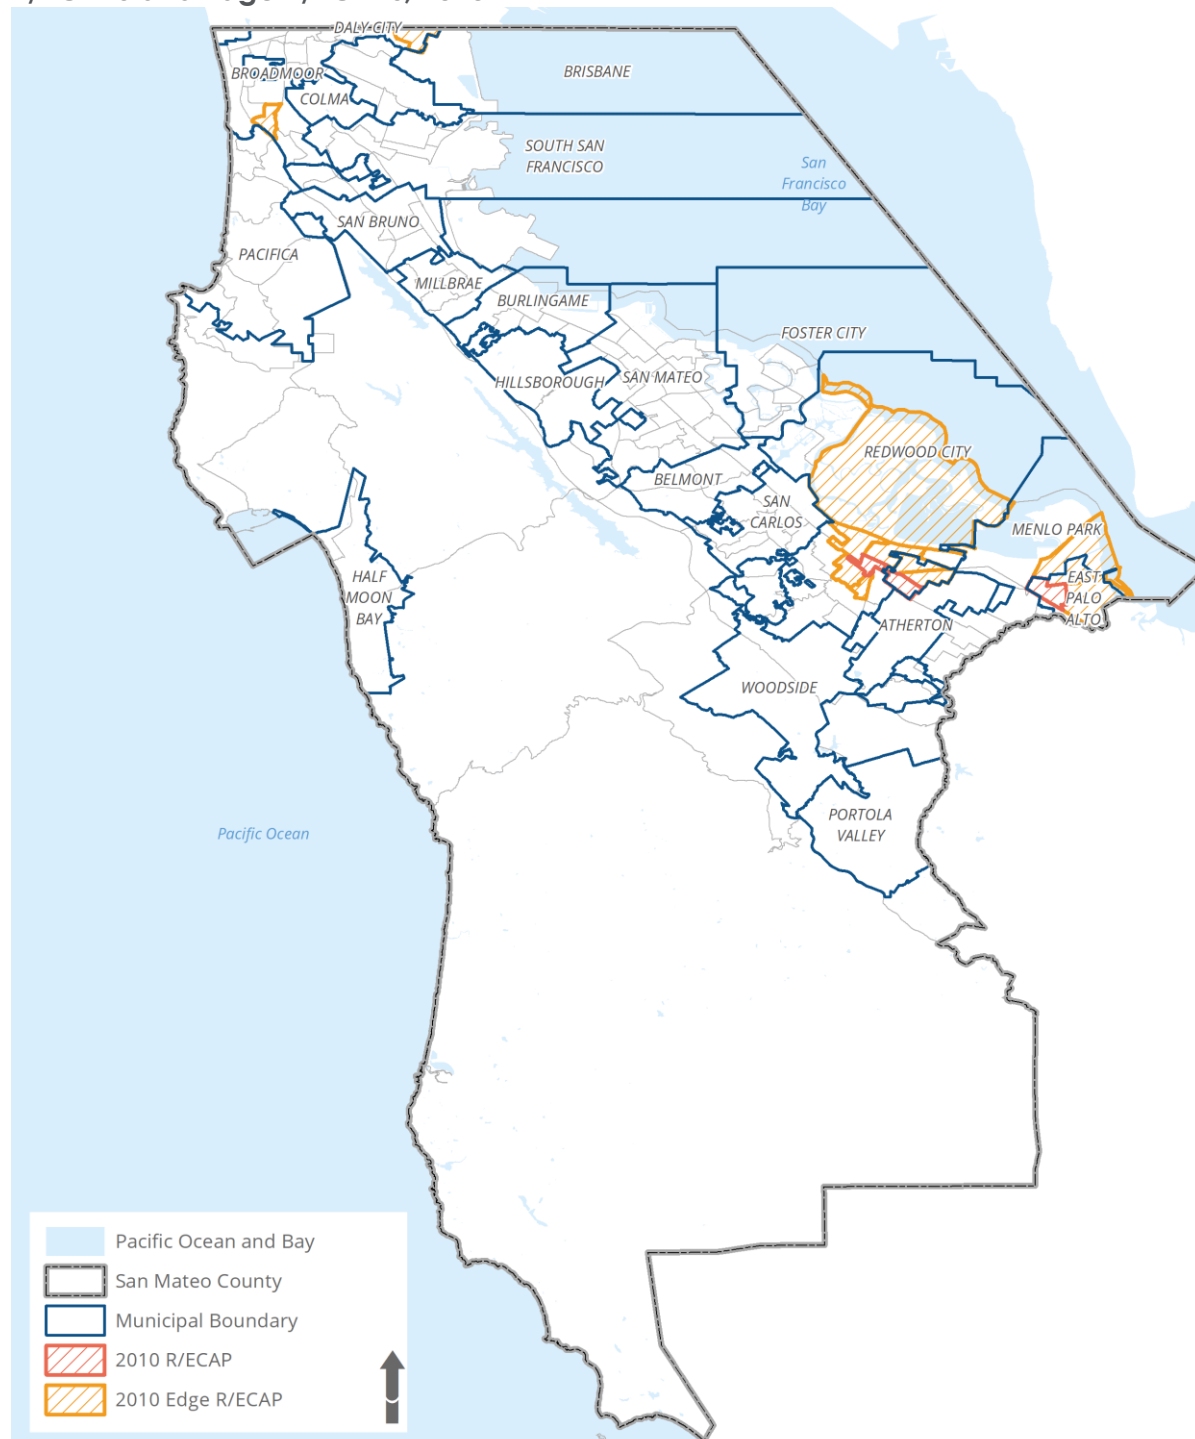 DALY CITY
BROADMOOR
COLMA
BRISBANE
SOUTH SAN
FRANCISCO
San
Francisco
Bay
SAN BRUNO
PACIFICA
MILLBRAE
BURLINGAME
FOSTER CITY
HILLSBOROUGH
SAN MATEO
REDWOOD CITY
BELMONT
SAN
CARLOS
MENLO PARK
HALF
MOON
BAY
EAST
PALO
ALTO
ATHERTON
WOODSIDE
PORTOLA
VALLEY
Pacific Ocean
Pacific Ocean and Bay
San Mateo County
Municipal Boundary
2010 R/ECAP
2010 Edge R/ECAP